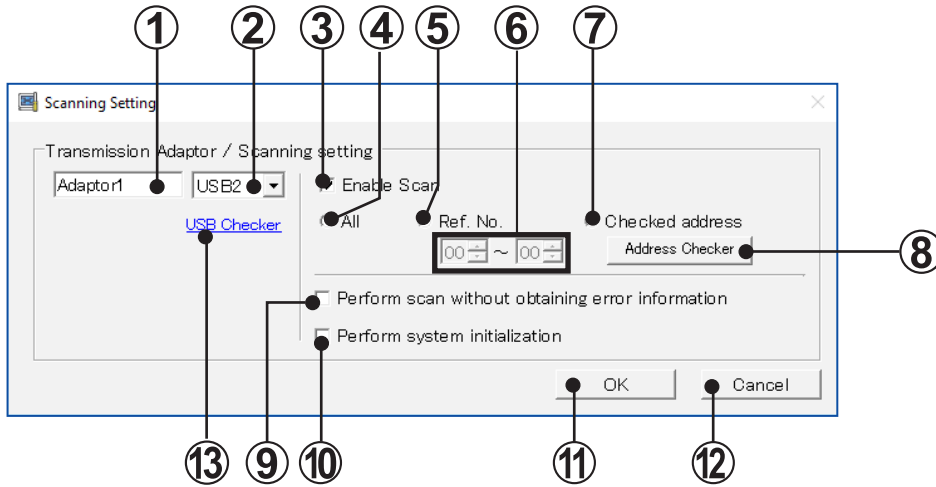 ① ② ③ ④ ⑤ ⑥ ⑦
Scanning Setting
Transmission Adaptor / Scanning setting
Adaptor1 USB2 Enable Scan
USB Checker All Ref. No. Checked address
00 ~ 00 Address Checker ⑧
Perform scan without obtaining error information
Perform system initialization
OK Cancel
⑬ ⑨ ⑩ ⑪ ⑫